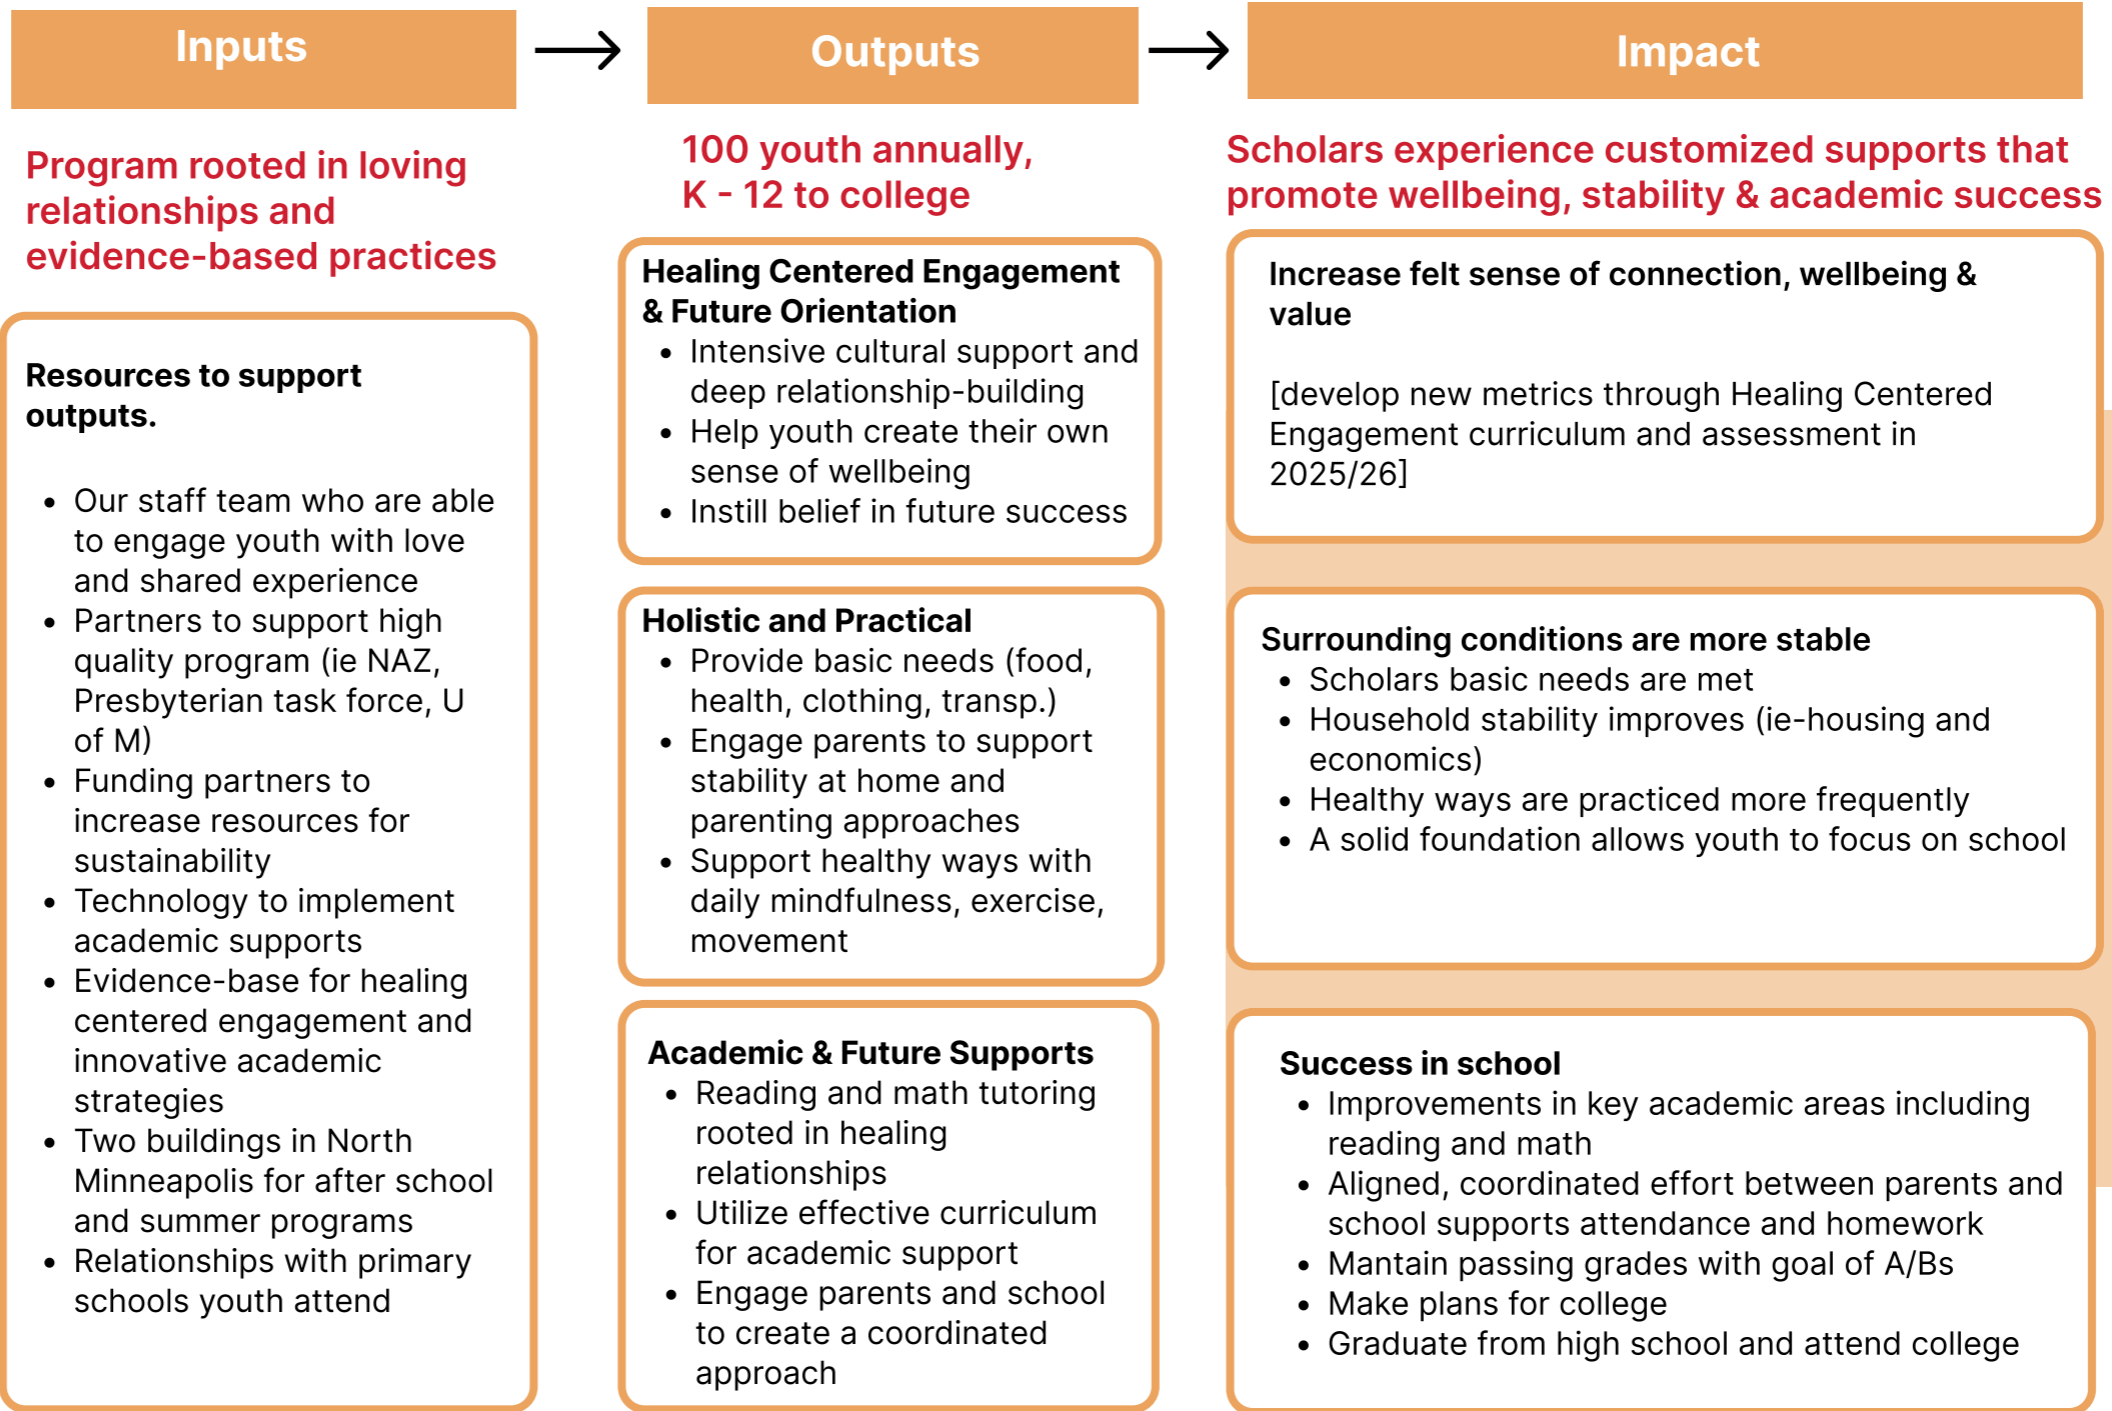 Inputs
Outputs
Impact
Program rooted in loving
relationships and
evidence-based practices
Resources to support
outputs.
• Our staff team who are able
to engage youth with love
and shared experience
• Partners to support high
quality program (ie NAZ,
Presbyterian task force, U
of M)
• Funding partners to
increase resources for
sustainability
• Technology to implement
academic supports
• Evidence-base for healing
centered engagement and
innovative academic
strategies
• Two buildings in North
Minneapolis for after school
and summer programs
• Relationships with primary
schools youth attend
100 youth annually,
K - 12 to college
Healing Centered Engagement
& Future Orientation
• Intensive cultural support and
deep relationship-building
• Help youth create their own
sense of wellbeing
• Instill belief in future success
Holistic and Practical
• Provide basic needs (food,
health, clothing, transp.)
• Engage parents to support
stability at home and
parenting approaches
• Support healthy ways with
daily mindfulness, exercise,
movement
Academic & Future Supports
• Reading and math tutoring
rooted in healing
relationships
• Utilize effective curriculum
for academic support
• Engage parents and school
to create a coordinated
approach
Scholars experience customized supports that
promote wellbeing, stability & academic success
Increase felt sense of connection, wellbeing &
value
[develop new metrics through Healing Centered
Engagement curriculum and assessment in
2025/26]
Surrounding conditions are more stable
• Scholars basic needs are met
• Household stability improves (ie-housing and
economics)
• Healthy ways are practiced more frequently
• A solid foundation allows youth to focus on school
Success in school
• Improvements in key academic areas including
reading and math
• Aligned, coordinated effort between parents and
school supports attendance and homework
• Mantain passing grades with goal of A/Bs
• Make plans for college
• Graduate from high school and attend college